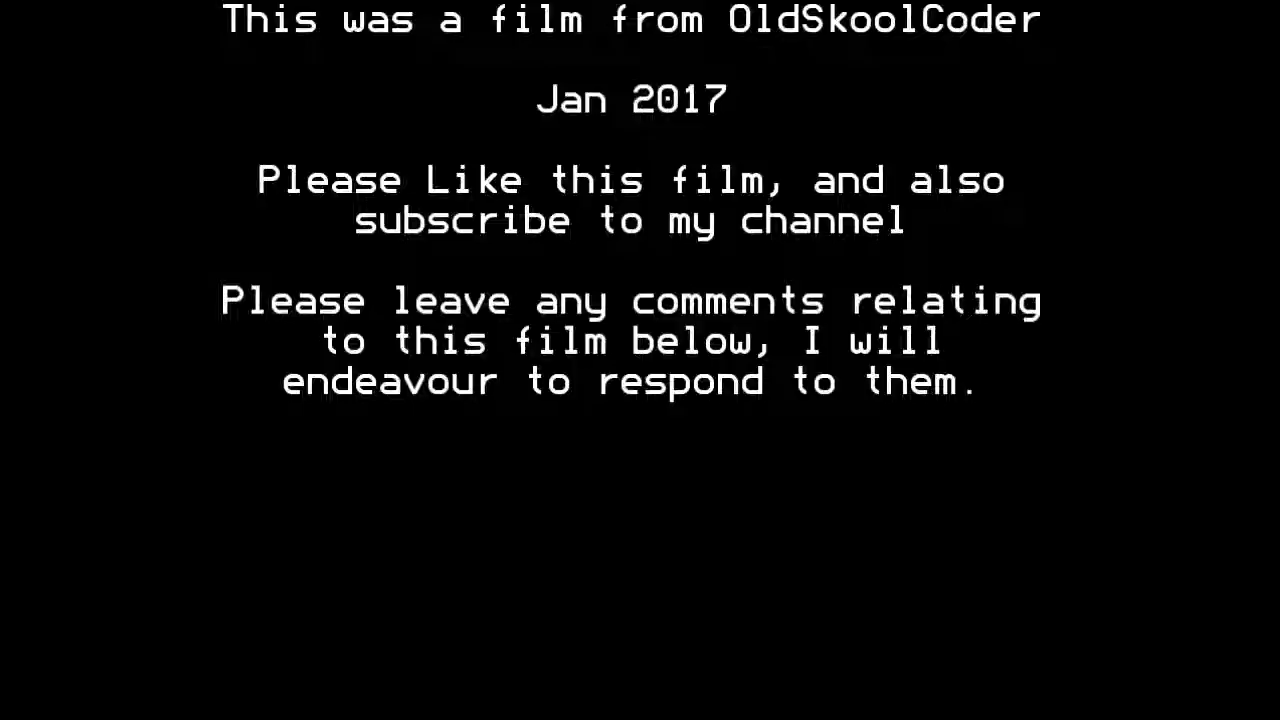 This was a film from OldSkoolCoder
Jan 2017
Please Like this film, and also
subscribe to my channel
Please leave any comments relating
to this film below, I will
endeavour to respond to them.